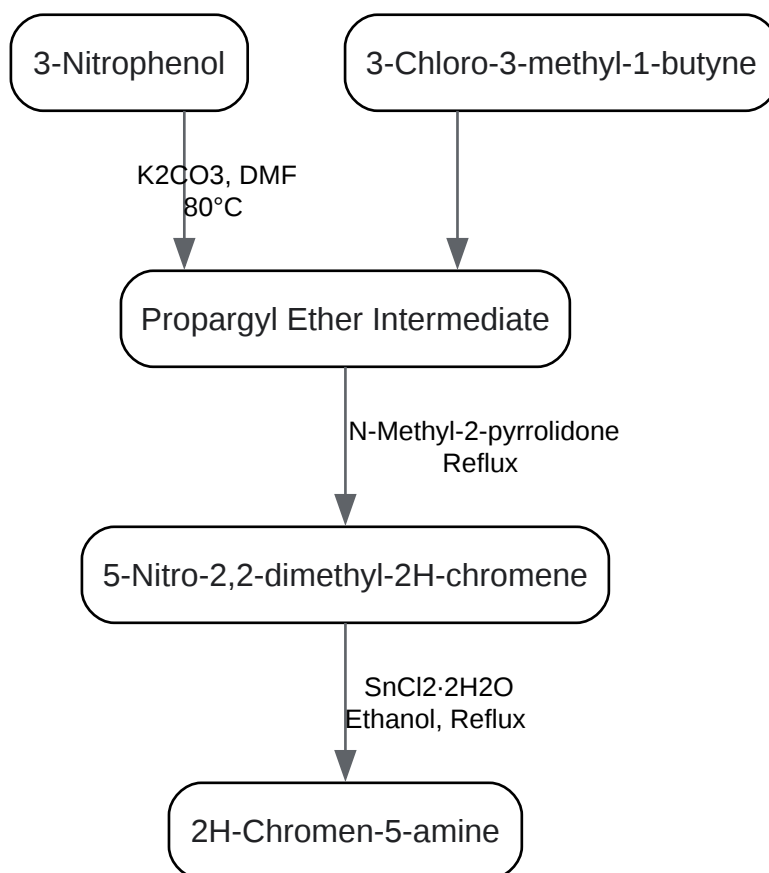 3-Nitrophenol
3-Chloro-3-methyl-1-butyne
K2CO3, DMF
80°C
Propargyl Ether Intermediate
N-Methyl-2-pyrrolidone
Reflux
5-Nitro-2,2-dimethyl-2H-chromene
SnCl2·2H2O
Ethanol, Reflux
2H-Chromen-5-amine